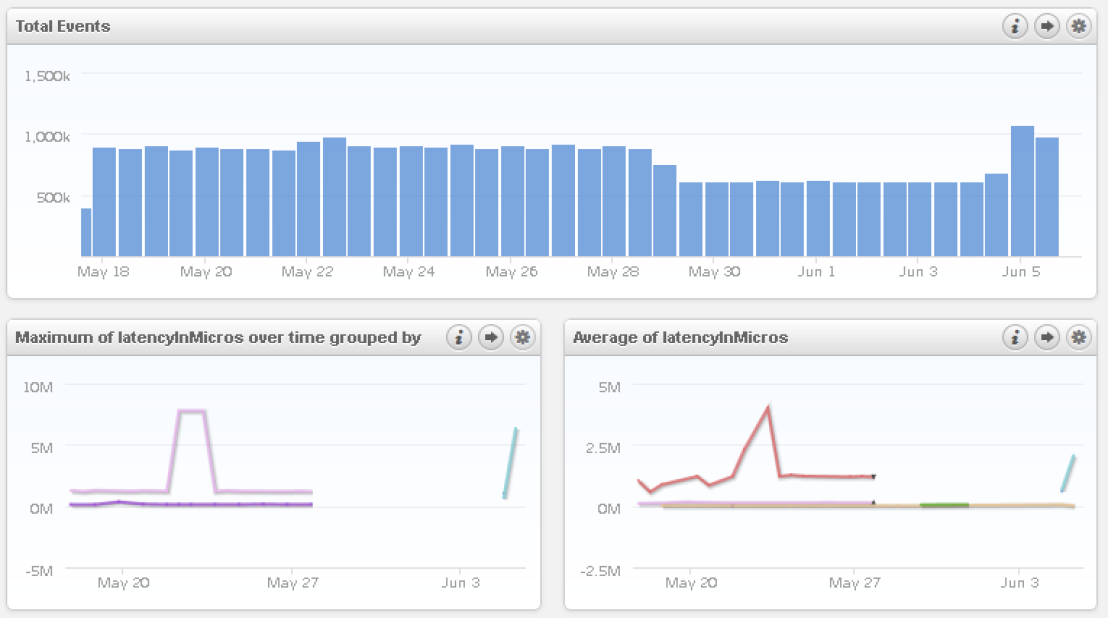 Total Events
1,500k
1,000k
500k
May 18 May 20 May 22 May 24 May 26 May 28 May 30 Jun 1 Jun 3 Jun 5
Maximum of latencyInMicros over time grouped by
10M
5M
0M
-5M
May 20 May 27 Jun 3
Average of latencyInMicros
5M
2.5M
0M
-2.5M
May 20 May 27 Jun 3